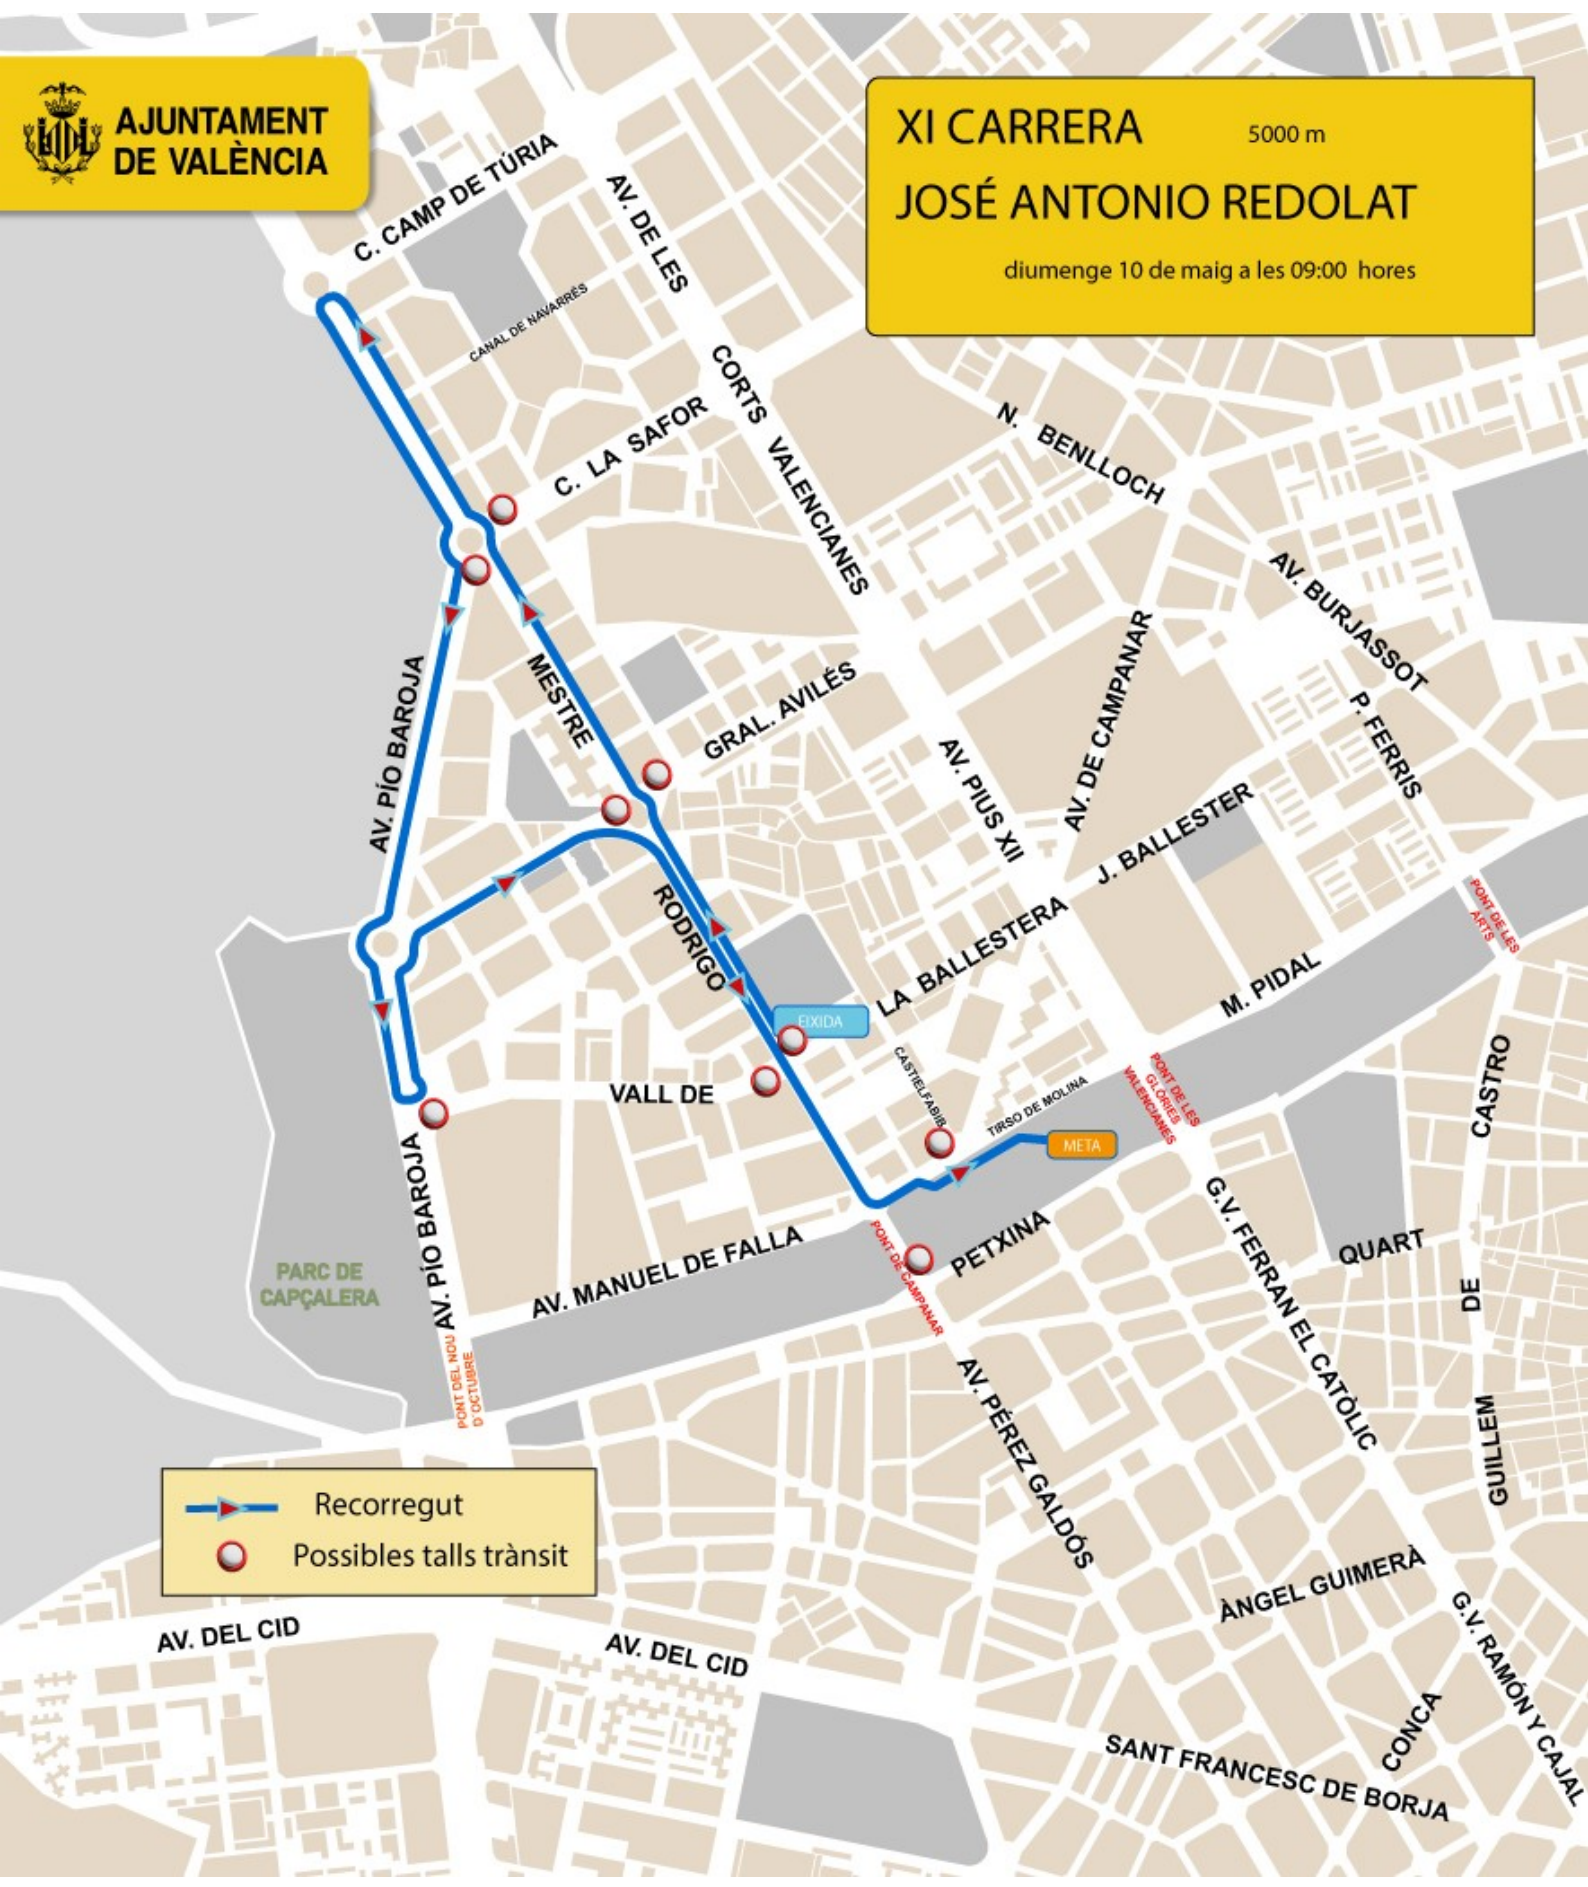 AJUNTAMENT
DE VALÈNCIA
XI CARRERA 5000 m
JOSÉ ANTONIO REDOLAT
diumenge 10 de maig a les 09:00 hores
C. CAMP DE TÚRIA
AV. DE LES
CORTS VALENCIANES
CANAL DE NAVARRÉS
C. LA SAFOR
N. BENLLOCH
AV. BURJASSOT
P. FERRIS
MESTRE
RODRIGO
GRAL. AVILÉS
AV. PIUS XII
AV. DE CAMPANAR
J. BALLESTER
LA BALLESTERA
AV. PÍO BAROJA
PONT DE LES
ARTS
M. PIDAL
EIXIDA
CASTIELFABIB
TIRSO DE MOLINA
PONT DE LES
GLÒRIES
VALENCIANES
META
VALL DE
AV. PÍO BAROJA
PARC DE
CAPÇALERA
AV. MANUEL DE FALLA
PONT DE CAMPANAR
PETXINA
G.V. FERRAN EL CATÒLIC
QUART
GUILLEM DE CASTRO
PONT DEL NOU
D´OCTUBRE
AV. PÉREZ GALDÓS
Recorregut
Possibles talls trànsit
ÀNGEL GUIMERÀ
G.V. RAMÓN Y CAJAL
AV. DEL CID
AV. DEL CID
CONCA
SANT FRANCESC DE BORJA